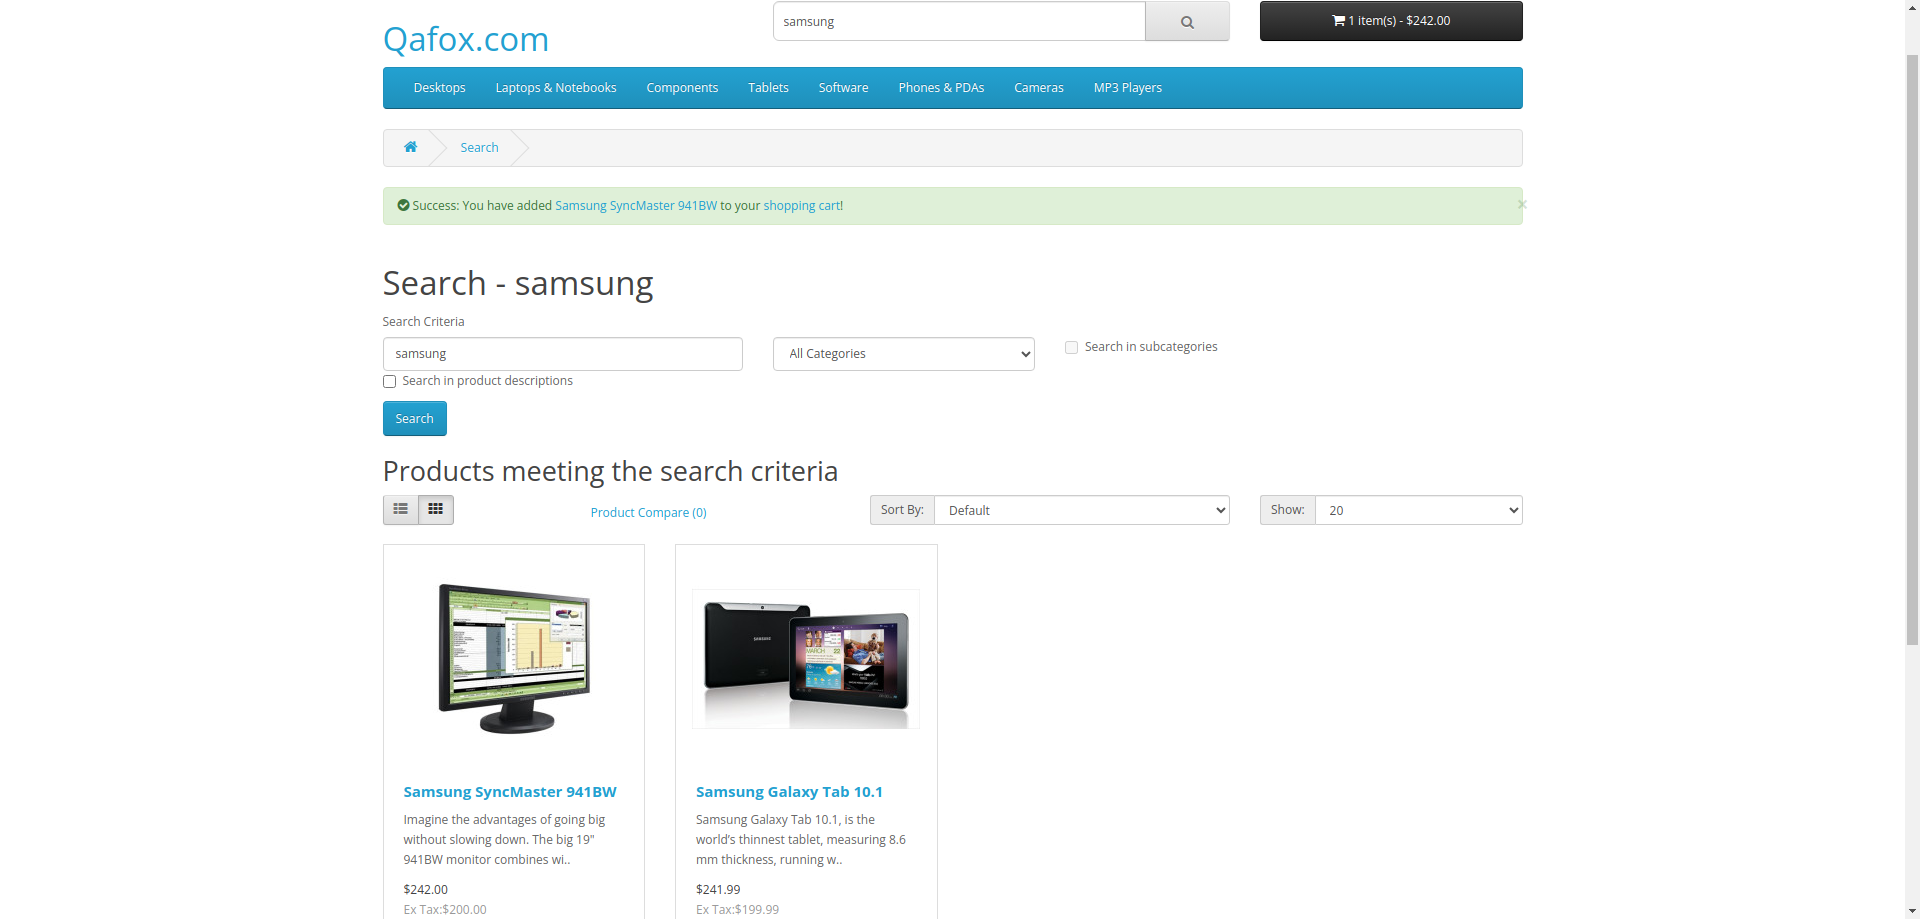 samsung
1 item(s) - $242.00
Qafox.com
Desktops
Laptops & Notebooks
Components
Tablets
Software
Phones & PDAs
Cameras
MP3 Players
Search
Success: You have added Samsung SyncMaster 941BW to your shopping cart!
×
Search - samsung
Search Criteria
samsung
All Categories
Search in subcategories
Search in product descriptions
Search
Products meeting the search criteria
Product Compare (0)
Sort By:
Default
Show:
20
SAMSUNG
MARCH 22
Samsung SyncMaster 941BW
Imagine the advantages of going big
without slowing down. The big 19"
941BW monitor combines wi..
$242.00
Ex Tax:$200.00
Samsung Galaxy Tab 10.1
Samsung Galaxy Tab 10.1, is the
world’s thinnest tablet, measuring 8.6
mm thickness, running w..
$241.99
Ex Tax:$199.99